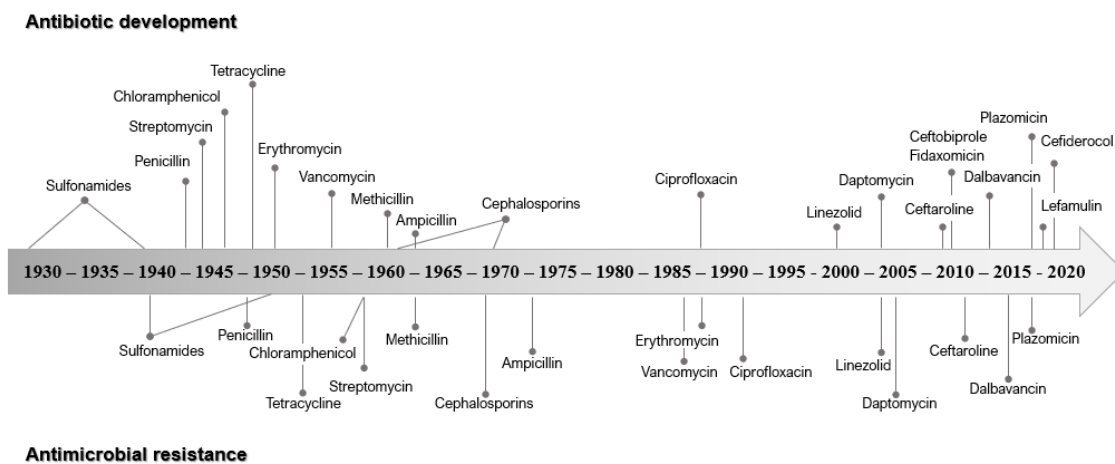 Antibiotic development
Tetracycline
Chloramphenicol
Streptomycin
Penicillin
Erythromycin
Sulfonamides
Vancomycin
Methicillin
Ampicillin
Cephalosporins
Ciprofloxacin
Linezolid
Daptomycin
Ceftobiprole
Fidaxomicin
Ceftaroline
Dalbavancin
Plazomicin
Cefiderocol
Lefamulin
1930 – 1935 – 1940 – 1945 – 1950 – 1955 – 1960 – 1965 – 1970 – 1975 - 1980 - 1985 – 1990 – 1995 - 2000 – 2005 – 2010 – 2015 - 2020
Sulfonamides
Penicillin
Chloramphenicol
Tetracycline
Streptomycin
Methicillin
Cephalosporins
Ampicillin
Erythromycin
Vancomycin
Ciprofloxacin
Linezolid
Daptomycin
Ceftaroline
Dalbavancin
Plazomicin
Antimicrobial resistance